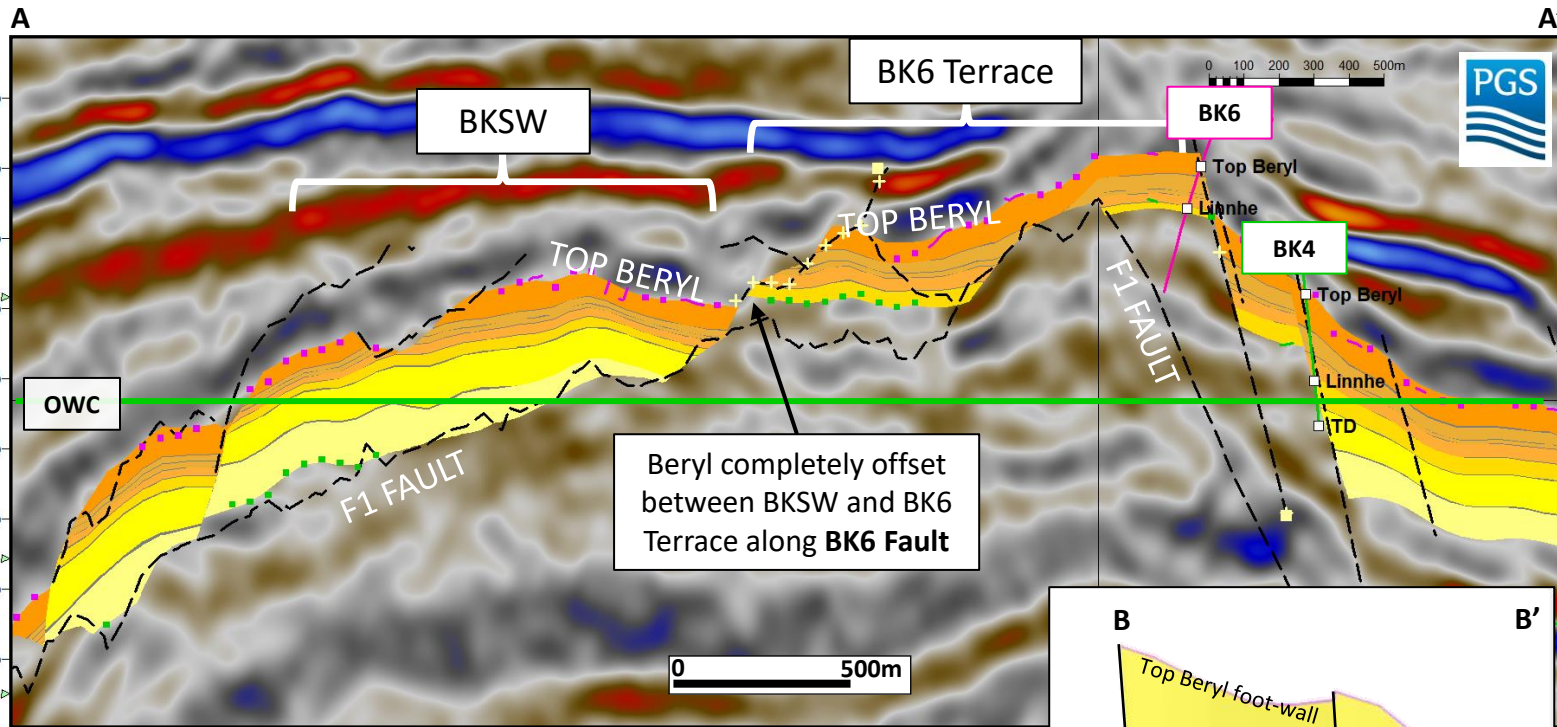 A
A'
0 100 200 300 400 500m
PGS
BK6 Terrace
BKSW
BK6
Top Beryl
Linnhe
TOP BERYL
TOP BERYL
BK4
Top Beryl
F1 FAULT
Linnhe
OWC
TD
F1 FAULT
Beryl completely offset
between BKSW and BK6
Terrace along BK6 Fault
0 500m
B
B’
Top Beryl foot-wall